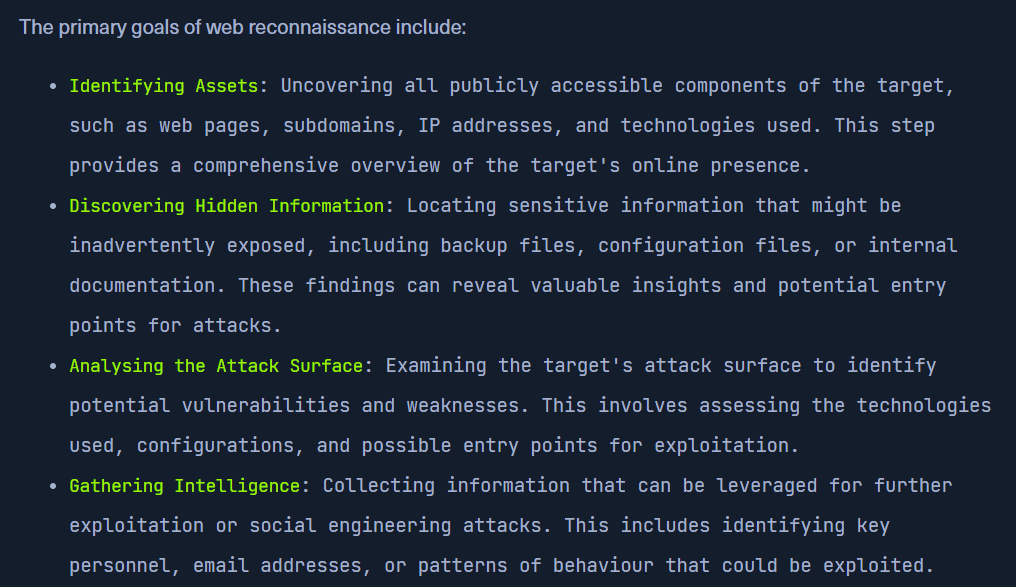 The primary goals of web reconnaissance include:
• Identifying Assets: Uncovering all publicly accessible components of the target,
such as web pages, subdomains, IP addresses, and technologies used. This step
provides a comprehensive overview of the target's online presence.
• Discovering Hidden Information: Locating sensitive information that might be
inadvertently exposed, including backup files, configuration files, or internal
documentation. These findings can reveal valuable insights and potential entry
points for attacks.
• Analysing the Attack Surface: Examining the target's attack surface to identify
potential vulnerabilities and weaknesses. This involves assessing the technologies
used, configurations, and possible entry points for exploitation.
• Gathering Intelligence: Collecting information that can be leveraged for further
exploitation or social engineering attacks. This includes identifying key
personnel, email addresses, or patterns of behaviour that could be exploited.